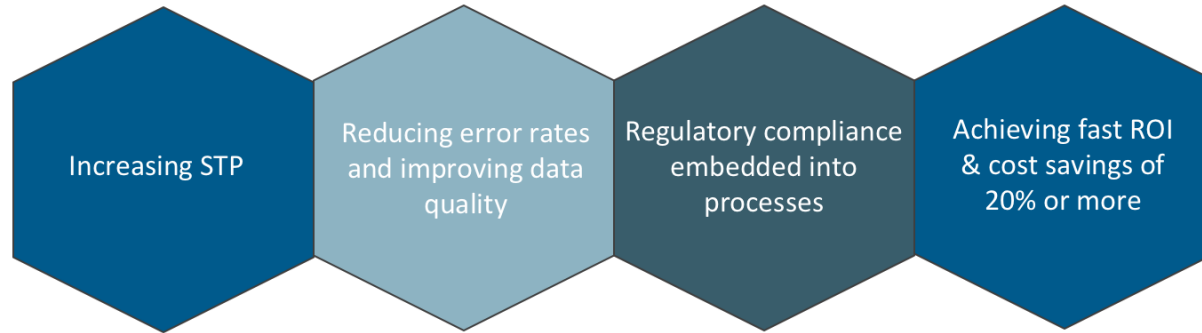 Increasing STP
Reducing error rates
and improving data
quality
Regulatory compliance
embedded into
processes
Achieving fast ROI
& cost savings of
20% or more